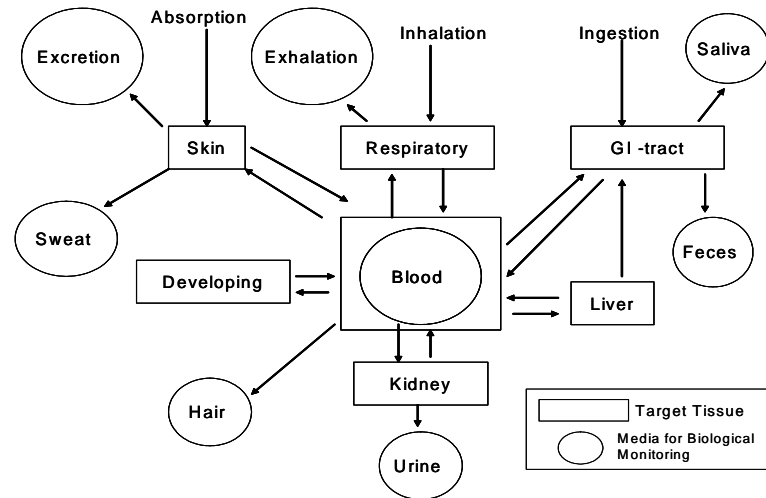 Absorption
Excretion
Exhalation
Inhalation
Ingestion
Saliva
Skin
Respiratory
GI -tract
Sweat
Feces
Developing
Blood
Liver
Kidney
Hair
Urine
Target Tissue
Media for Biological
Monitoring